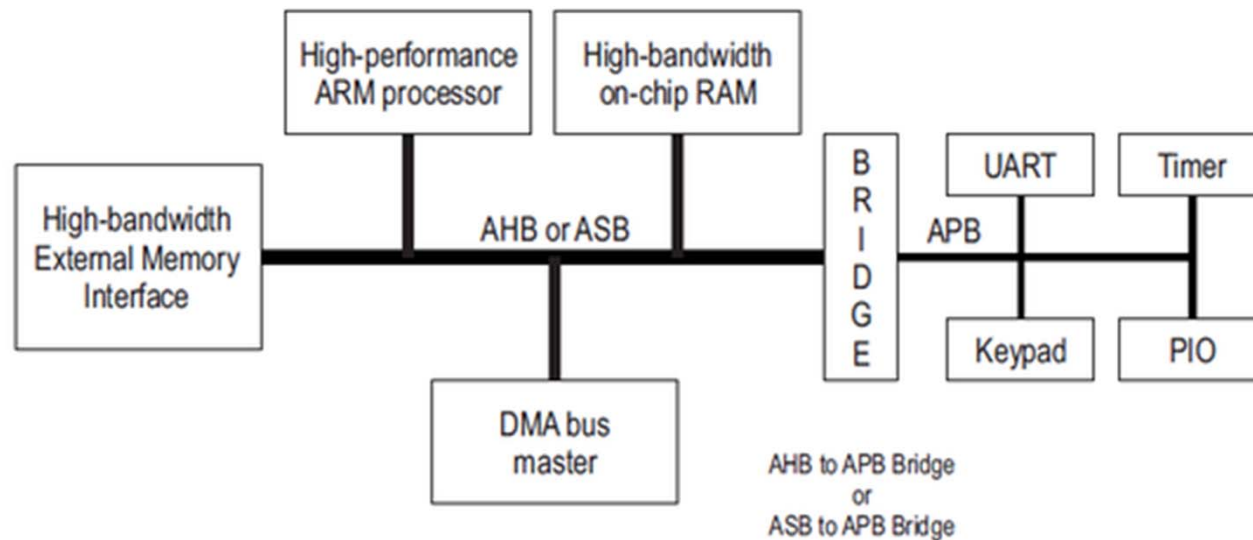 High-performance
ARM processor
High-bandwidth
on-chip RAM
High-bandwidth
External Memory
Interface
AHB or ASB
B
R
I
D
G
E
APB
UART
Timer
Keypad
PIO
DMA bus
master
AHB to APB Bridge
or
ASB to APB Bridge